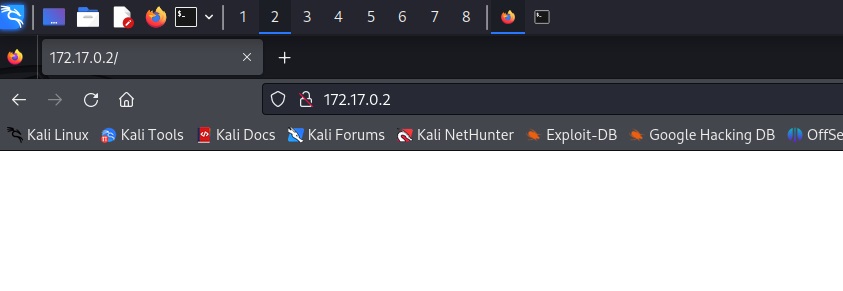 1 2 3 4 5 6 7 8
172.17.0.2/
172.17.0.2
Kali Linux Kali Tools Kali Docs Kali Forums Kali NetHunter Exploit-DB Google Hacking DB OffSe